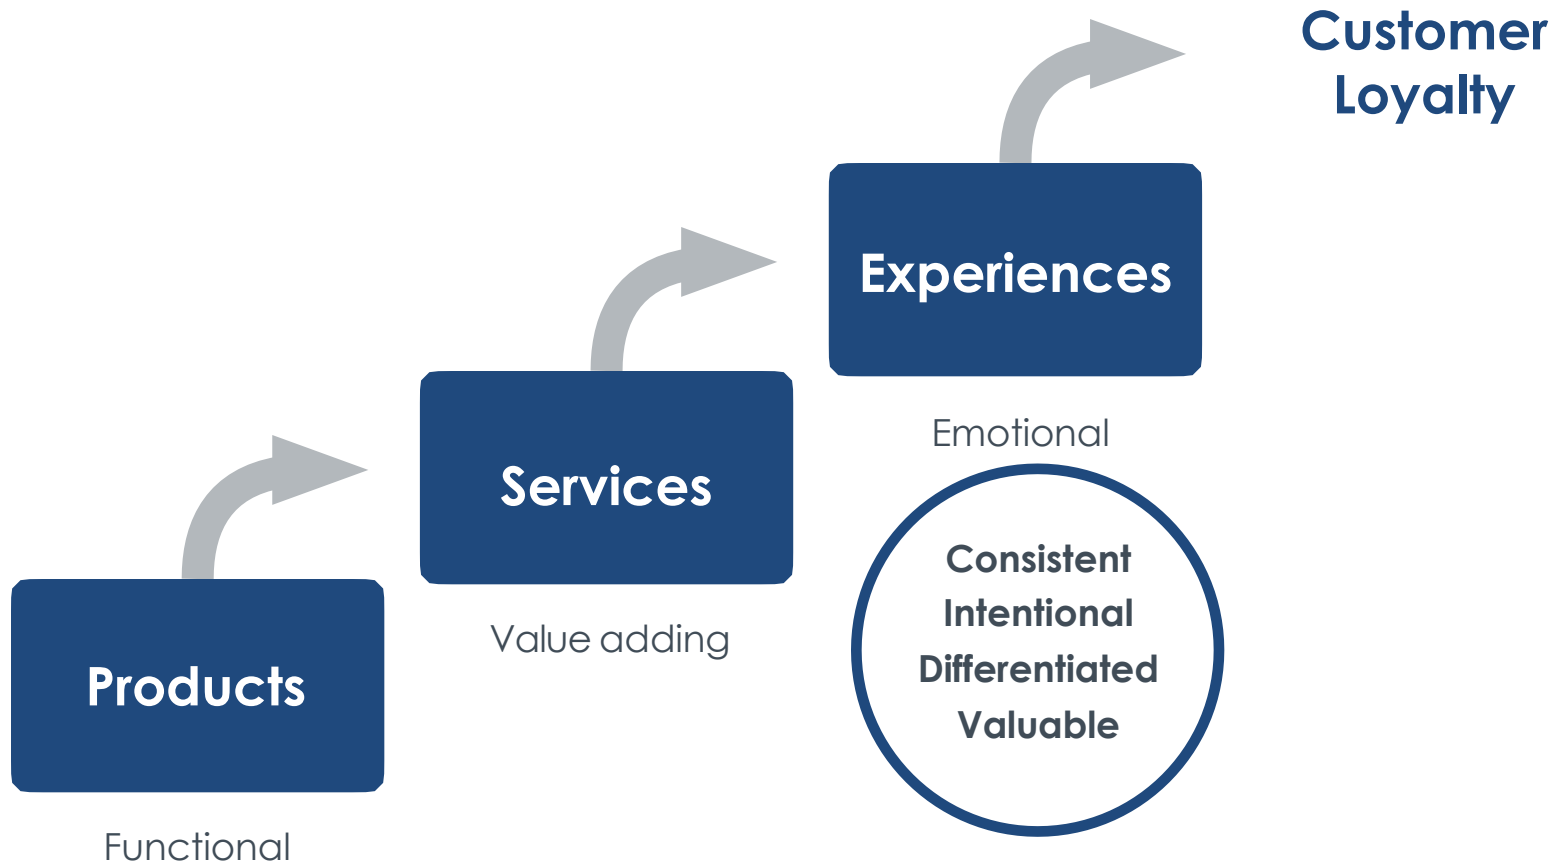 Customer
Loyalty
Experiences
Emotional
Consistent
Intentional
Differentiated
Valuable
Services
Value adding
Products
Functional